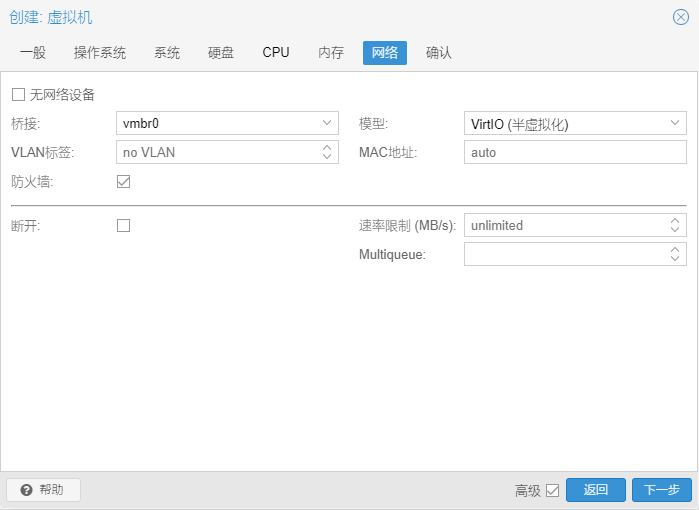 创建: 虚拟机
一般 操作系统 系统 硬盘 CPU 内存 网络 确认
无网络设备
桥接: vmbr0 模型: VirtIO (半虚拟化)
VLAN标签: no VLAN MAC地址: auto
防火墙:
断开: 速率限制 (MB/s): unlimited
Multiqueue:
帮助 高级 返回 下一步